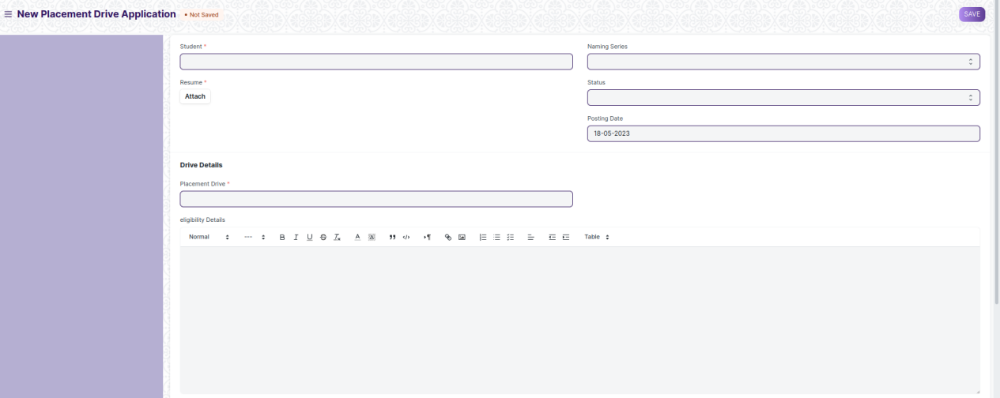 New Placement Drive Application • Not Saved SAVE
Student *
Naming Series
Resume *
Attach
Status
Posting Date
18-05-2023
Drive Details
Placement Drive *
eligibility Details
Normal --- B I U S Tx A A ” </> ¶ Table